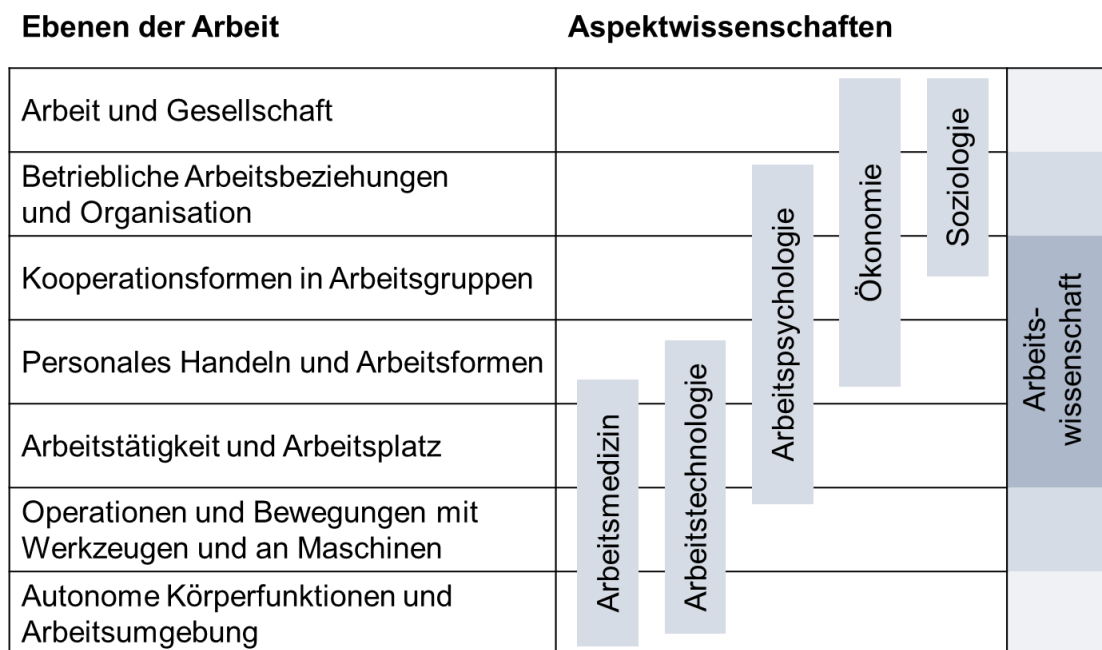 Ebenen der Arbeit
Aspektwissenschaften
Arbeit und Gesellschaft
Betriebliche Arbeitsbeziehungen
und Organisation
Kooperationsformen in Arbeitsgruppen
Personales Handeln und Arbeitsformen
Arbeitstätigkeit und Arbeitsplatz
Operationen und Bewegungen mit
Werkzeugen und an Maschinen
Autonome Körperfunktionen und
Arbeitsumgebung
Arbeitsmedizin
Arbeitstechnologie
Arbeitspsychologie
Ökonomie
Soziologie
Arbeits-
wissenschaft